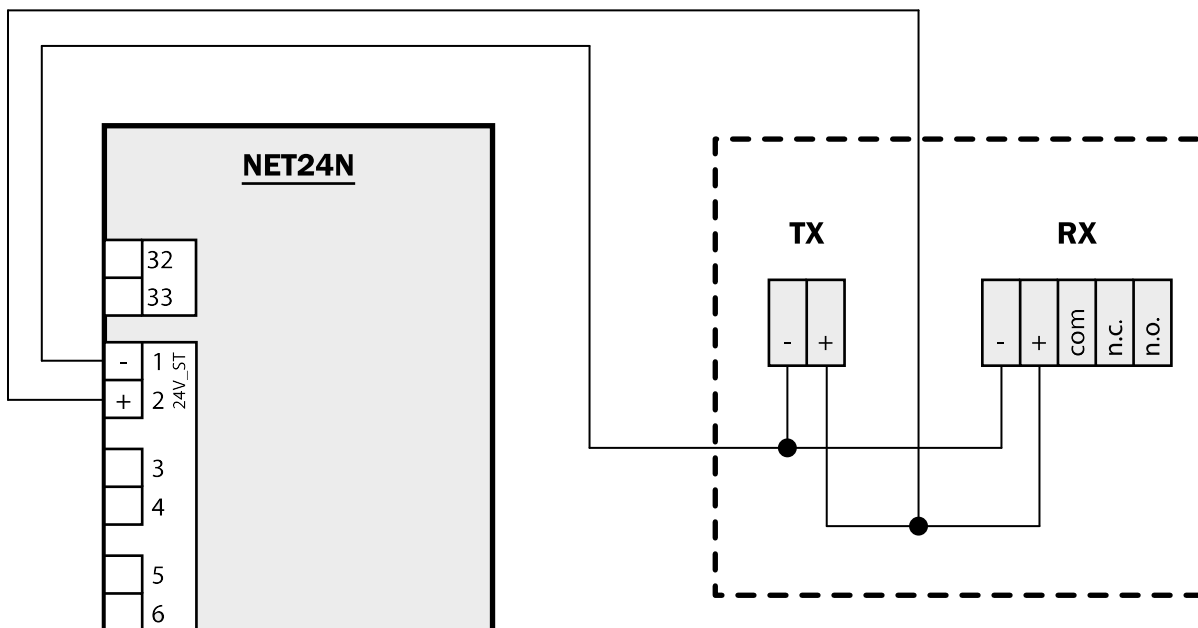 NET24N
32
33
- 1
+ 2
24V_ST
3
4
5
6
TX
- +
RX
- + com n.c. n.o.